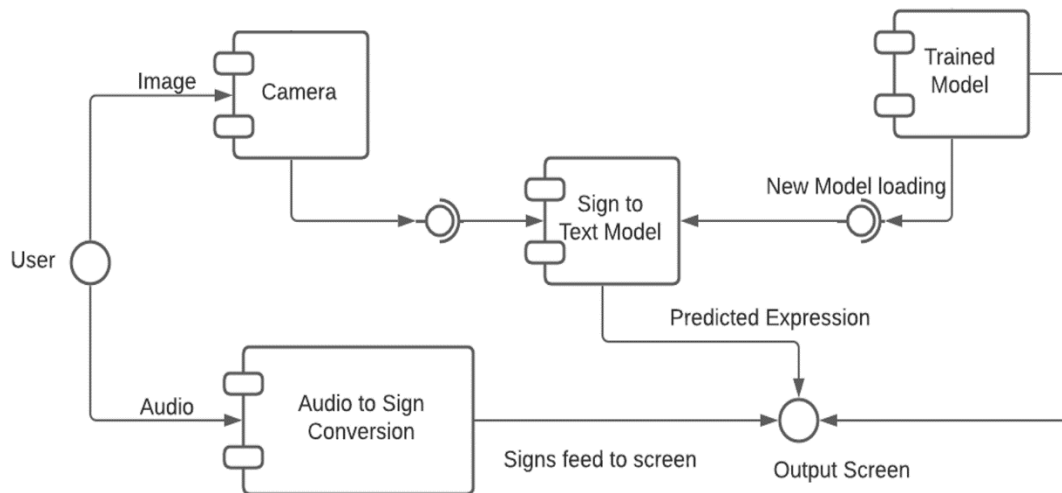 Image
Camera
Trained
Model
New Model loading
Sign to
Text Model
User
Predicted Expression
Audio
Audio to Sign
Conversion
Signs feed to screen
Output Screen